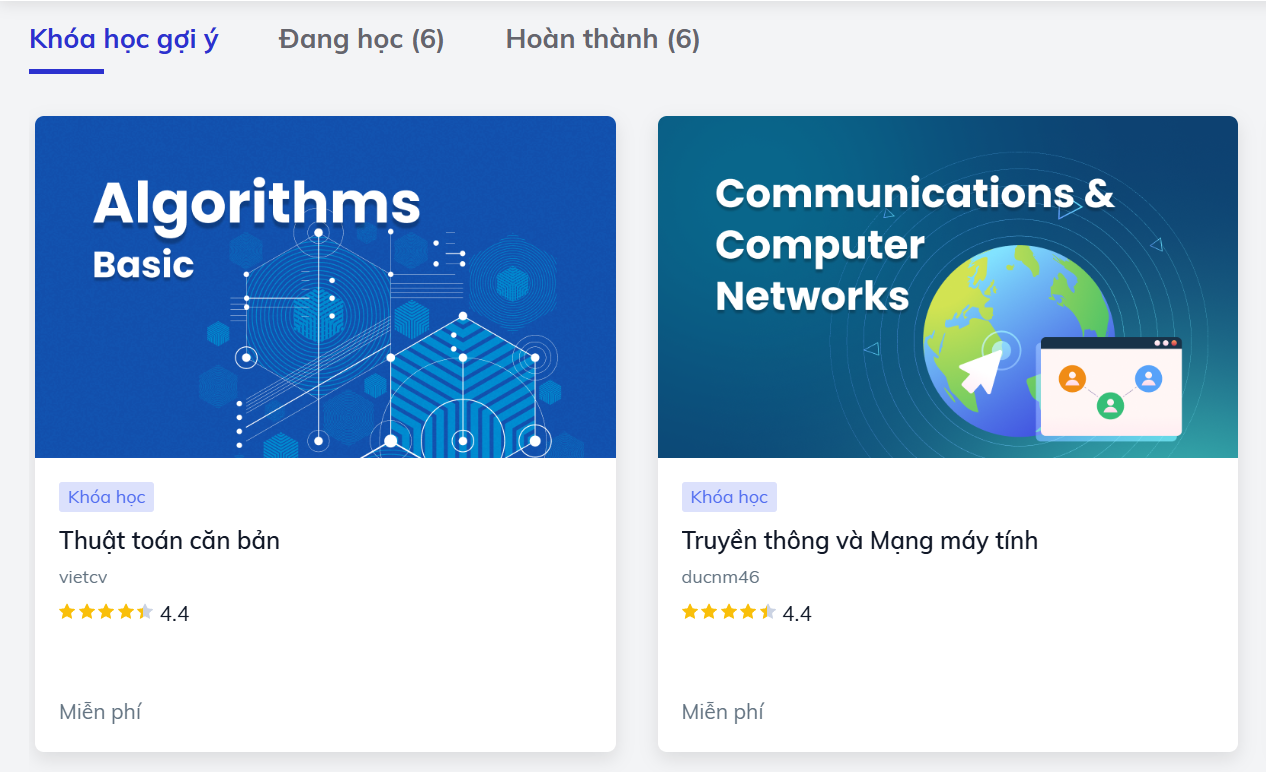 Khóa học gợi ý
Đang học (6)
Hoàn thành (6)
Algorithms
Basic
Khóa học
Thuật toán căn bản
vietcv
4.4
Miễn phí
Communications &
Computer
Networks
Khóa học
Truyền thông và Mạng máy tính
ducnm46
4.4
Miễn phí